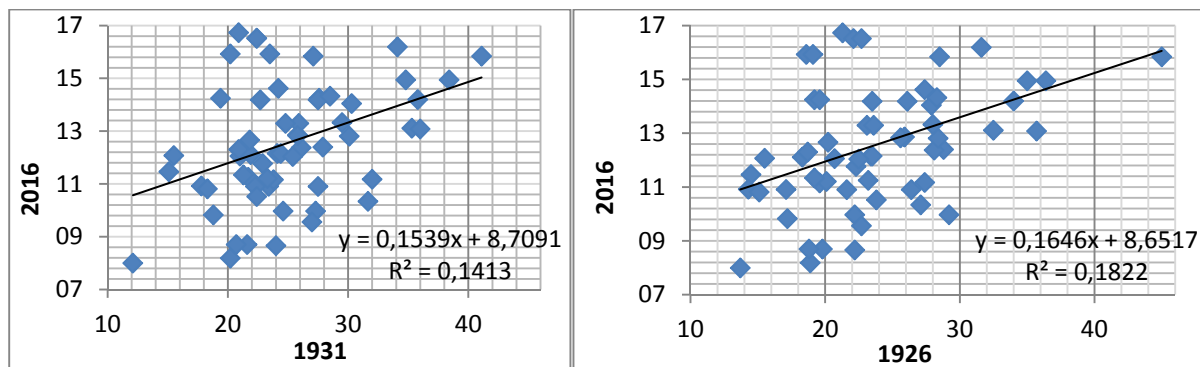 17
15
13
11
09
07
2016
10 20 30 40
1931
y = 0,1539x + 8,7091
R² = 0,1413
17
15
13
11
09
07
2016
10 20 30 40
1926
y = 0,1646x + 8,6517
R² = 0,1822